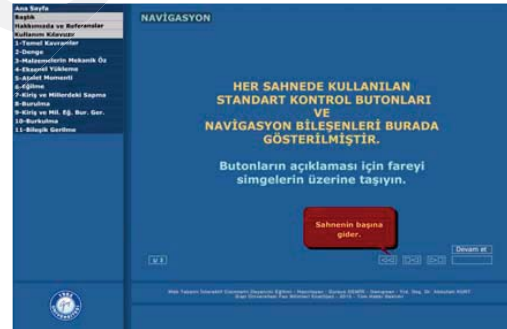 Ana Sayfa
Başlık
Hakkımızda ve Referanslar
Kullanım Kılavuzu
1-Temel Kavramlar
2-Denge
3-Malzemelerin Mekanik Öz
4-Eksenel Yükleme
5-Atalet Momenti
6-Eğilme
7-Kiriş ve Millerdeki Sapma
8-Burulma
9-Kiriş ve Mil. Eğ. Bur. Ger.
10-Burkulma
11-Bileşik Gerilme
NAVİGASYON
HER SAHNEDE KULLANILAN
STANDART KONTROL BUTONLARI
VE
NAVİGASYON BİLEŞENLERİ BURADA
GÖSTERİLMİŞTİR.
Butonların açıklaması için fareyi
simgelerin üzerine taşıyın.
Sahnenin başına
gider.
Devam et